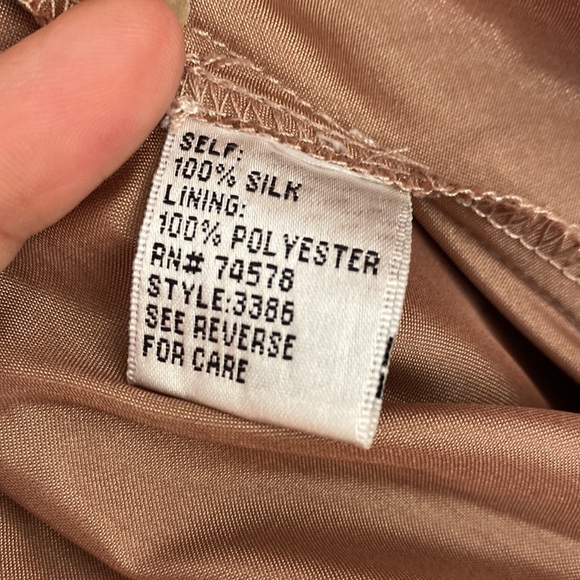 SELF:
100% SILK
LINING:
100% POLYESTER
RN# 74578
STYLE:3386
SEE REVERSE
FOR CARE